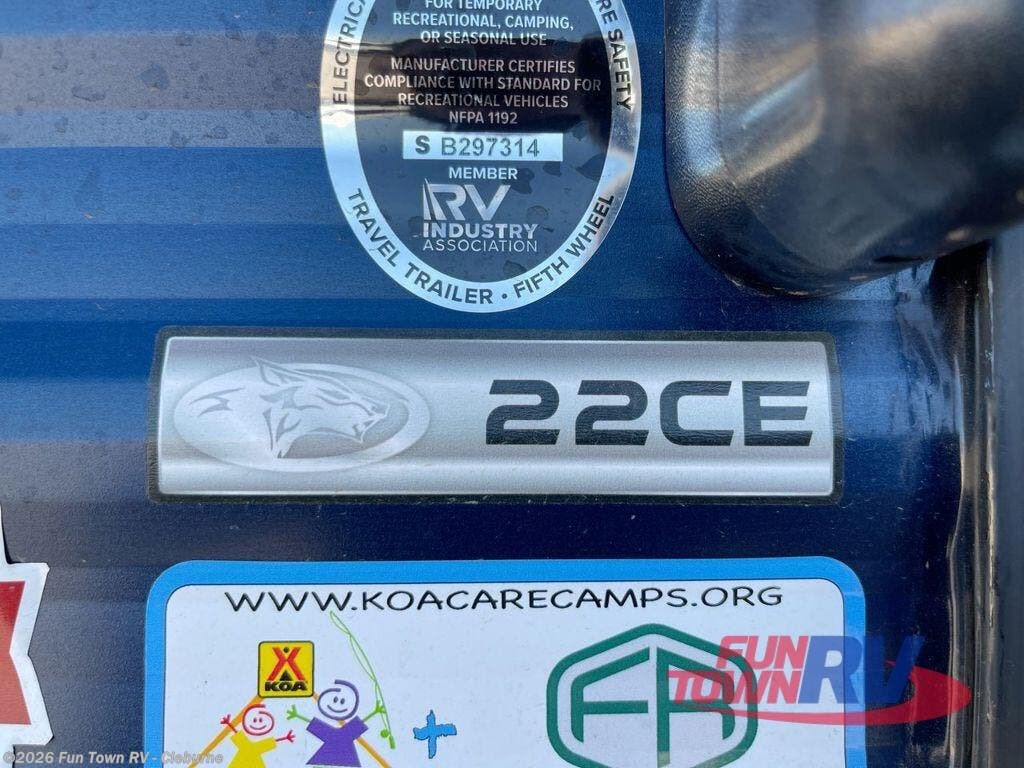 FOR TEMPORARY
RECREATIONAL, CAMPING,
OR SEASONAL USE
MANUFACTURER CERTIFIES
COMPLIANCE WITH STANDARD FOR
RECREATIONAL VEHICLES
NFPA 1192
S B297314
MEMBER
RV
INDUSTRY
ASSOCIATION
ELECTRICAL
SAFETY
TRAVEL TRAILER · FIFTH WHEEL
22CE
WWW.KOACARECAMPS.ORG
KOA
+
FR
FUN
TOWN RV
©2026 Fun Town RV - Cleburne